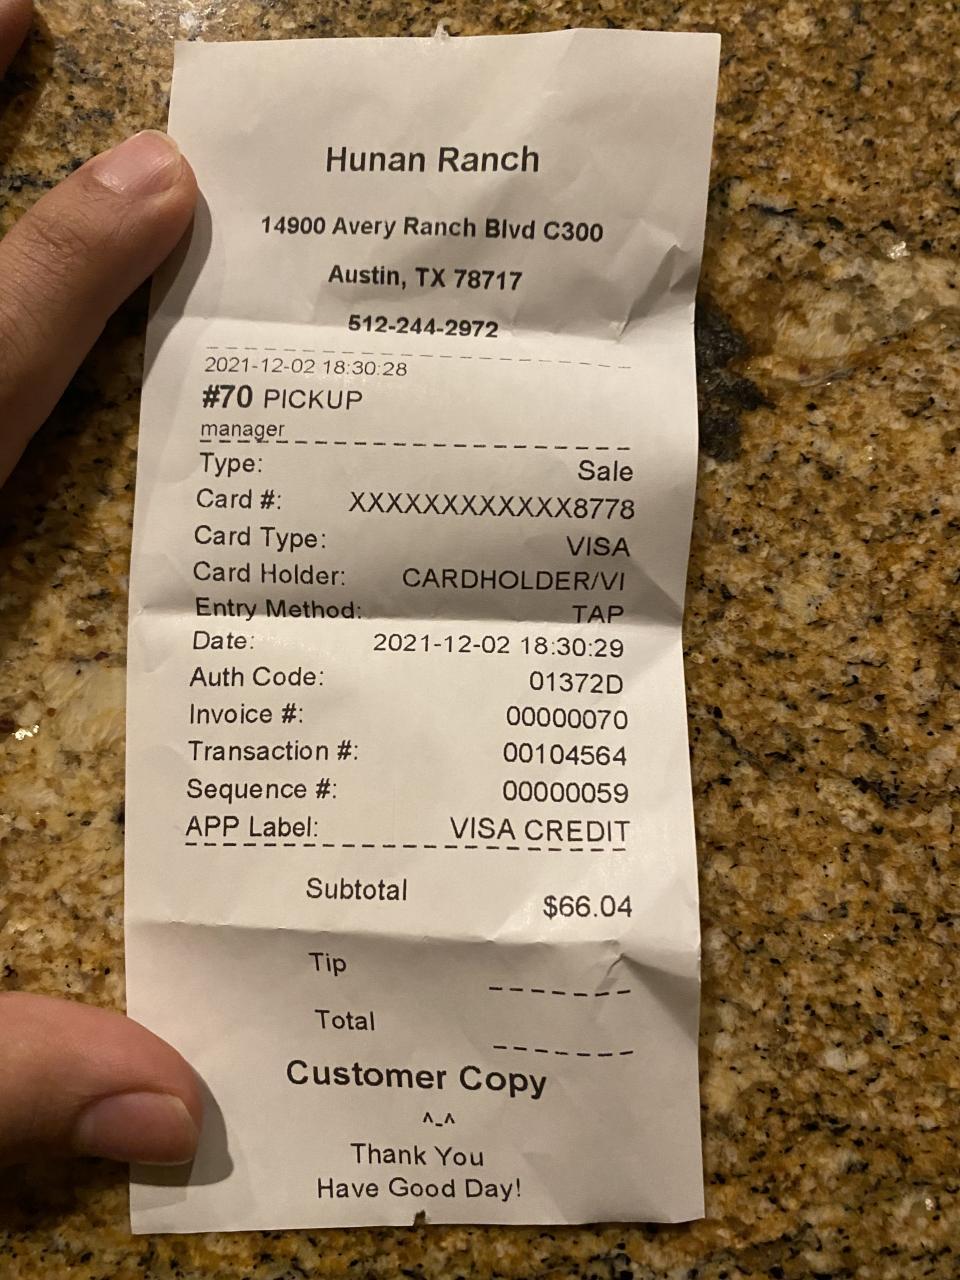 Hunan Ranch
14900 Avery Ranch Blvd C300
Austin, TX 78717
512-244-2972
2021-12-02 18:30:28
#70 PICKUP
manager
Type: Sale
Card #: XXXXXXXXXXXX8778
Card Type: VISA
Card Holder: CARDHOLDER/VI
Entry Method: TAP
Date: 2021-12-02 18:30:29
Auth Code: 01372D
Invoice #: 00000070
Transaction #: 00104564
Sequence #: 00000059
APP Label: VISA CREDIT
Subtotal $66.04
Tip
Total
Customer Copy
^_^
Thank You
Have Good Day!